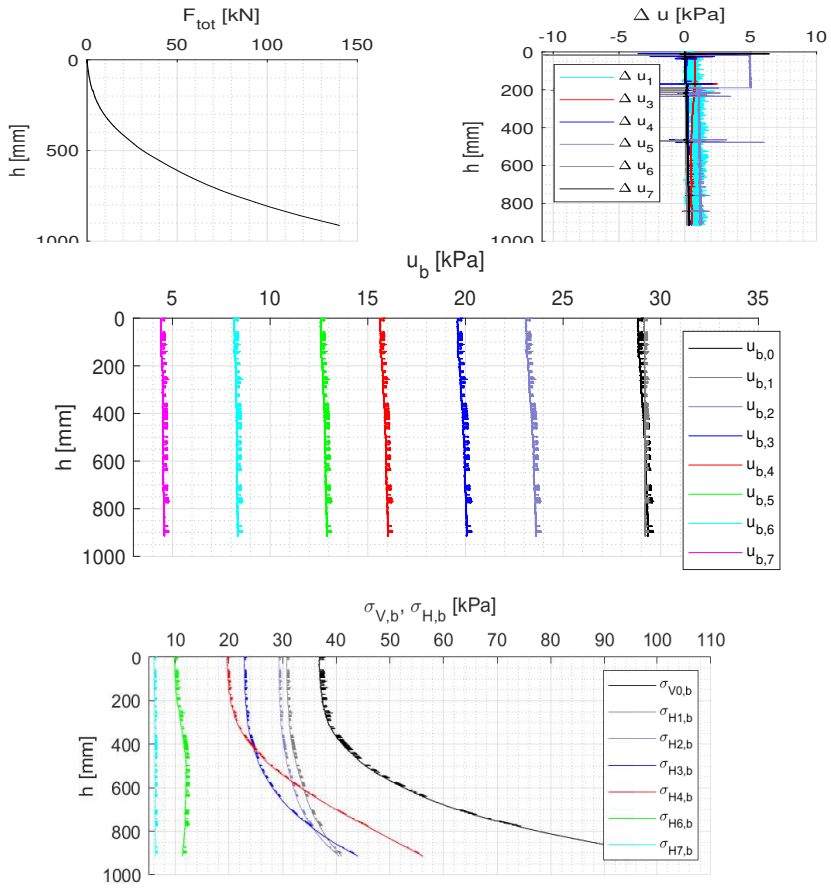 F_tot [kN]
0 50 100 150
0
500
1000
h [mm]
Δ u [kPa]
-10 -5 0 5 10
0
200
400
600
800
1000
h [mm]
Δ u_1
Δ u_3
Δ u_4
Δ u_5
Δ u_6
Δ u_7
u_b [kPa]
5 10 15 20 25 30 35
0
200
400
600
800
1000
h [mm]
u_b,0
u_b,1
u_b,2
u_b,3
u_b,4
u_b,5
u_b,6
u_b,7
σ_V,b, σ_H,b [kPa]
10 20 30 40 50 60 70 80 90 100 110
0
200
400
600
800
1000
h [mm]
σ_V0,b
σ_H1,b
σ_H2,b
σ_H3,b
σ_H4,b
σ_H6,b
σ_H7,b